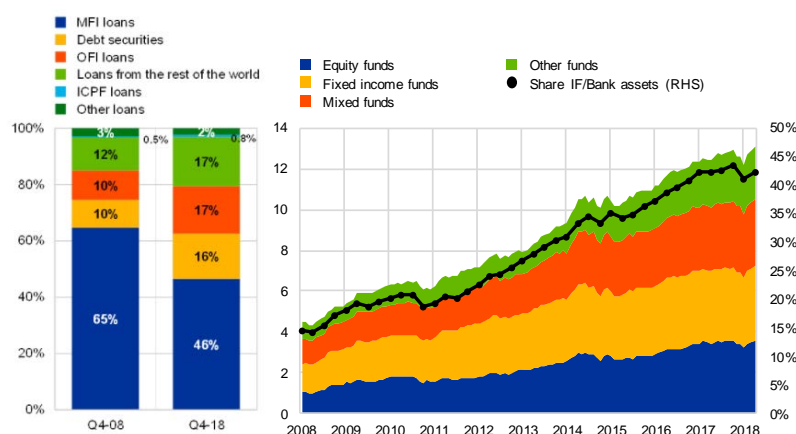 MFI loans
Debt securities
OFI loans
Loans from the rest of the world
ICPF loans
Other loans
100%
80%
60%
40%
20%
0%
3%
0.5%
12%
10%
10%
65%
2%
0.8%
17%
17%
16%
46%
Q4-08
Q4-18
Equity funds
Fixed income funds
Mixed funds
Other funds
Share IF/Bank assets (RHS)
14
12
10
8
6
4
2
0
50%
45%
40%
35%
30%
25%
20%
15%
10%
5%
0%
2008 2009 2010 2011 2012 2013 2014 2015 2016 2017 2018